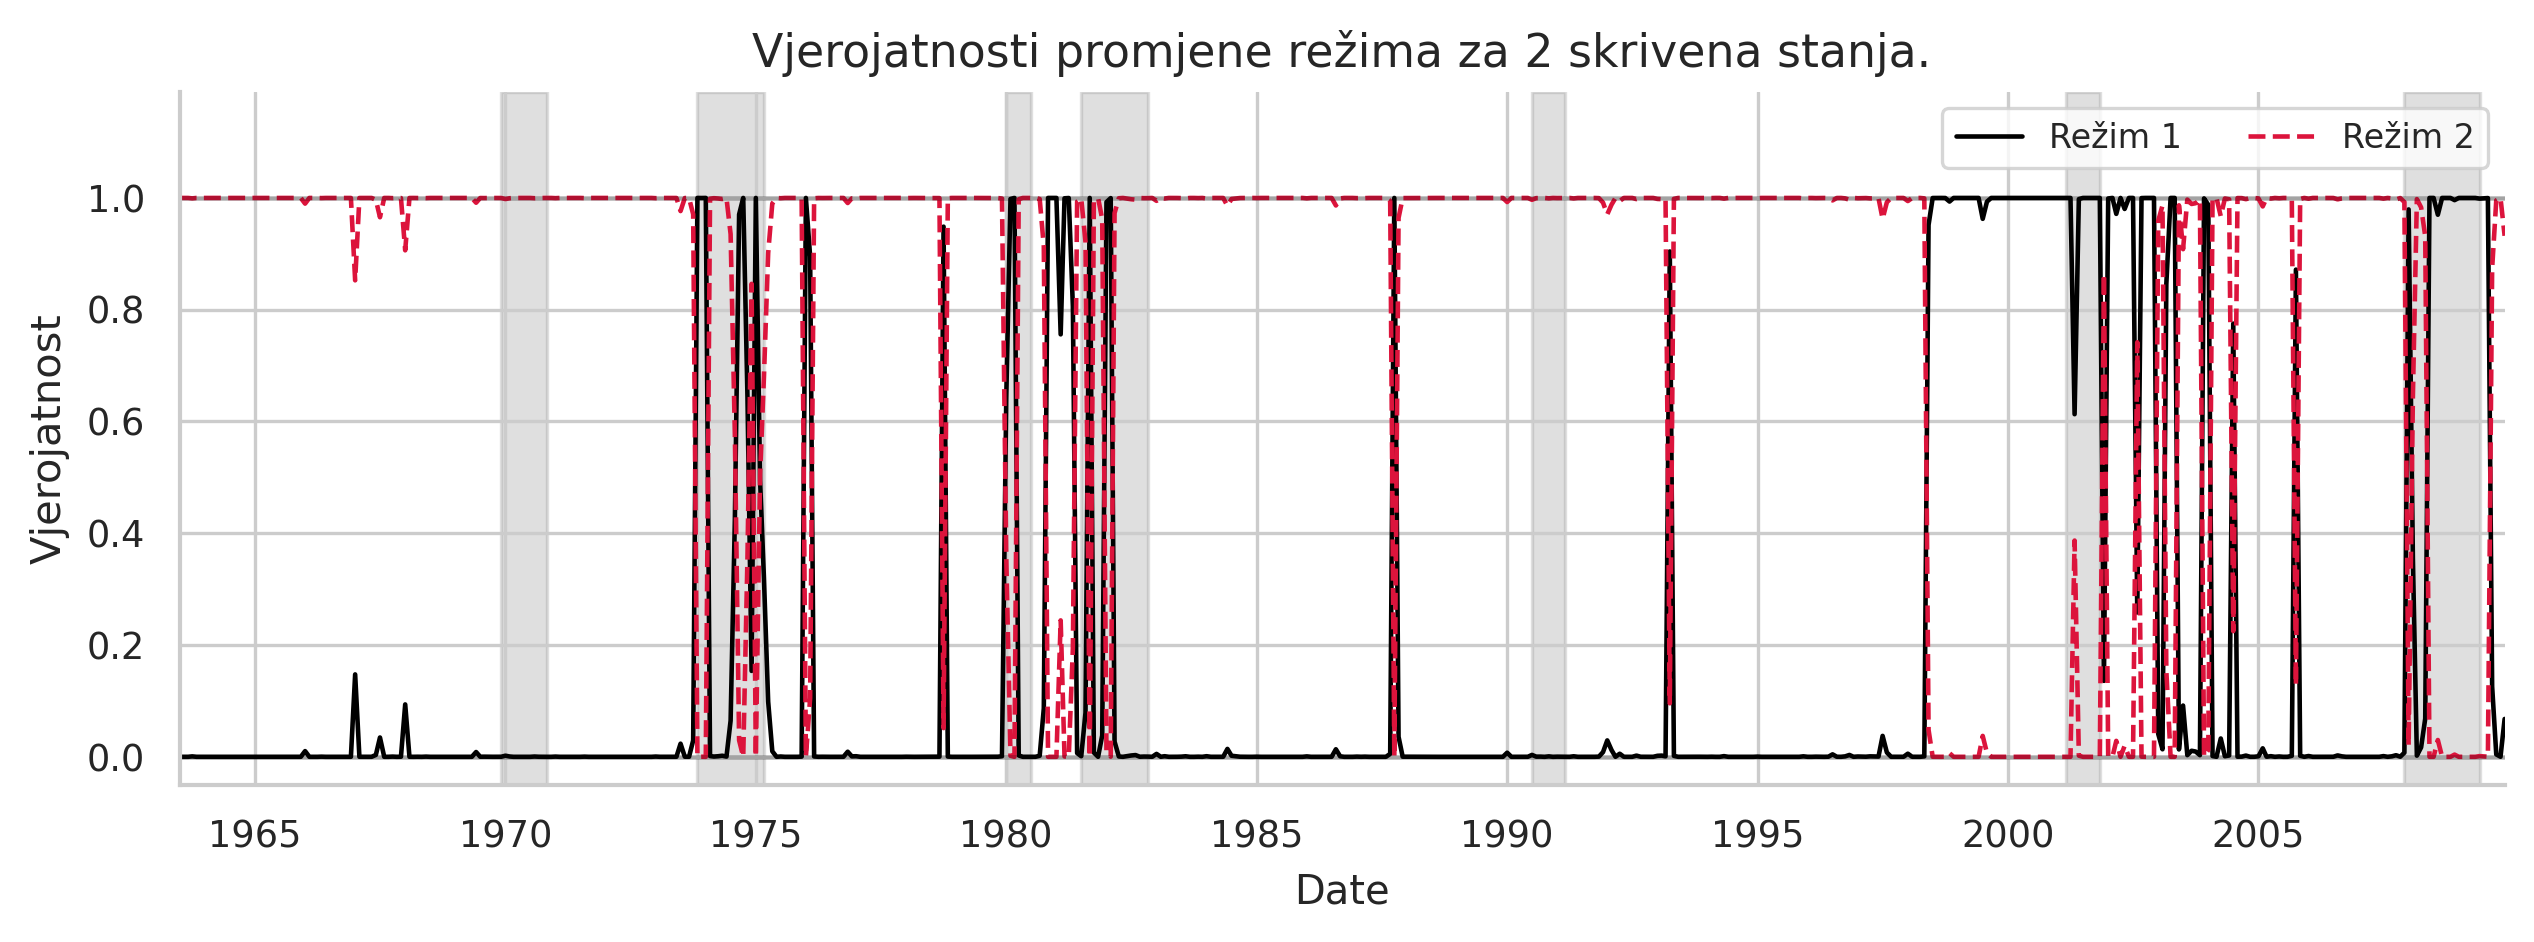 Vjerojatnosti promjene režima za 2 skrivena stanja.
Režim 1
Režim 2
Vjerojatnost
1.0
0.8
0.6
0.4
0.2
0.0
1965 1970 1975 1980 1985 1990 1995 2000 2005
Date